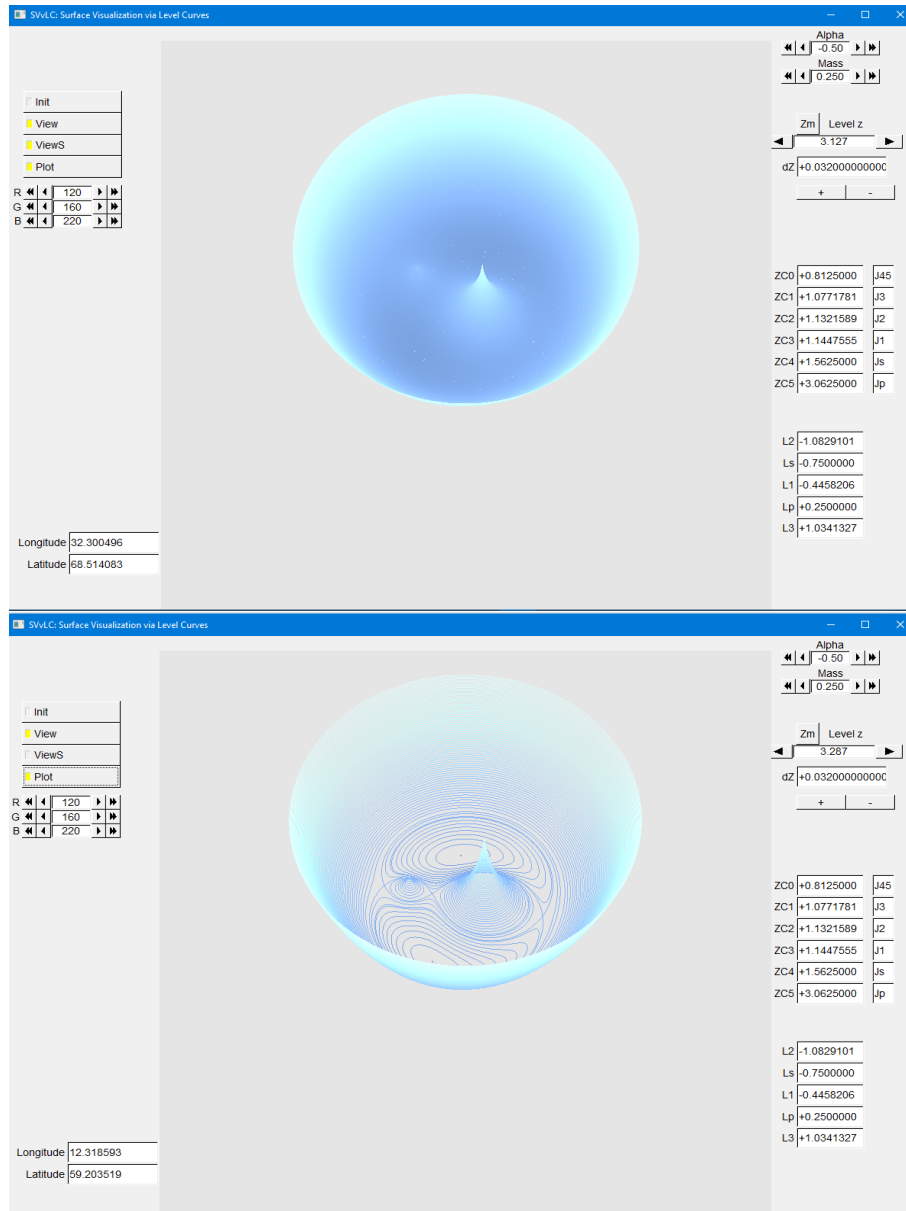 SVvLC: Surface Visualization via Level Curves
Alpha
-0.50
Mass
0.250
Init
View
ViewS
Plot
R 120
G 160
B 220
Zm Level z
3.127
dZ +0.032000000000
+ -
ZC0 +0.8125000 J45
ZC1 +1.0771781 J3
ZC2 +1.1321589 J2
ZC3 +1.1447555 J1
ZC4 +1.5625000 Js
ZC5 +3.0625000 Jp
L2 -1.0829101
Ls -0.7500000
L1 -0.4458206
Lp +0.2500000
L3 +1.0341327
Longitude 32.300496
Latitude 68.514083
SVvLC: Surface Visualization via Level Curves
Alpha
-0.50
Mass
0.250
Init
View
ViewS
Plot
R 120
G 160
B 220
Zm Level z
3.287
dZ +0.032000000000
+ -
ZC0 +0.8125000 J45
ZC1 +1.0771781 J3
ZC2 +1.1321589 J2
ZC3 +1.1447555 J1
ZC4 +1.5625000 Js
ZC5 +3.0625000 Jp
L2 -1.0829101
Ls -0.7500000
L1 -0.4458206
Lp +0.2500000
L3 +1.0341327
Longitude 12.318593
Latitude 59.203519